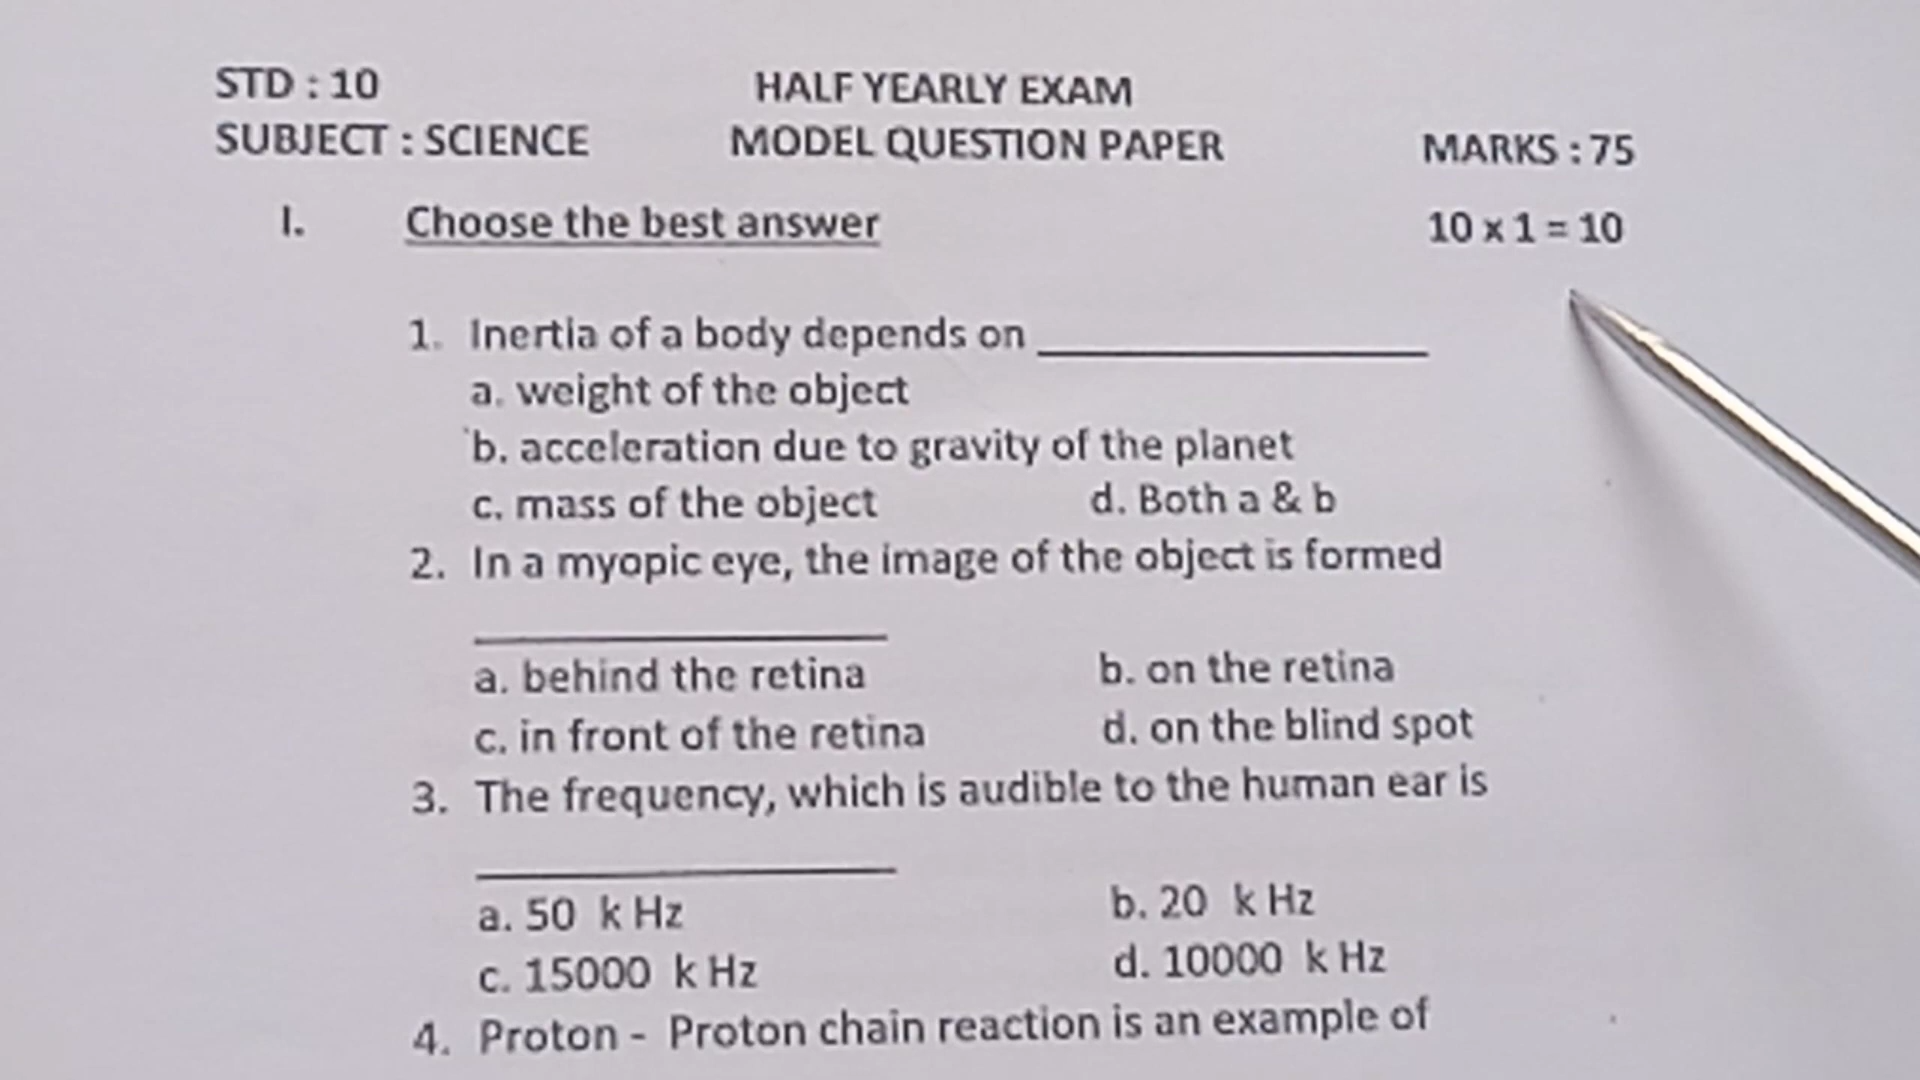 STD : 10 HALF YEARLY EXAM
SUBJECT : SCIENCE MODEL QUESTION PAPER MARKS : 75
I. Choose the best answer 10 x 1 = 10
1. Inertia of a body depends on ____________
a. weight of the object
b. acceleration due to gravity of the planet
c. mass of the object d. Both a & b
2. In a myopic eye, the image of the object is formed
____________
a. behind the retina b. on the retina
c. in front of the retina d. on the blind spot
3. The frequency, which is audible to the human ear is
____________
a. 50 k Hz b. 20 k Hz
c. 15000 k Hz d. 10000 k Hz
4. Proton - Proton chain reaction is an example of